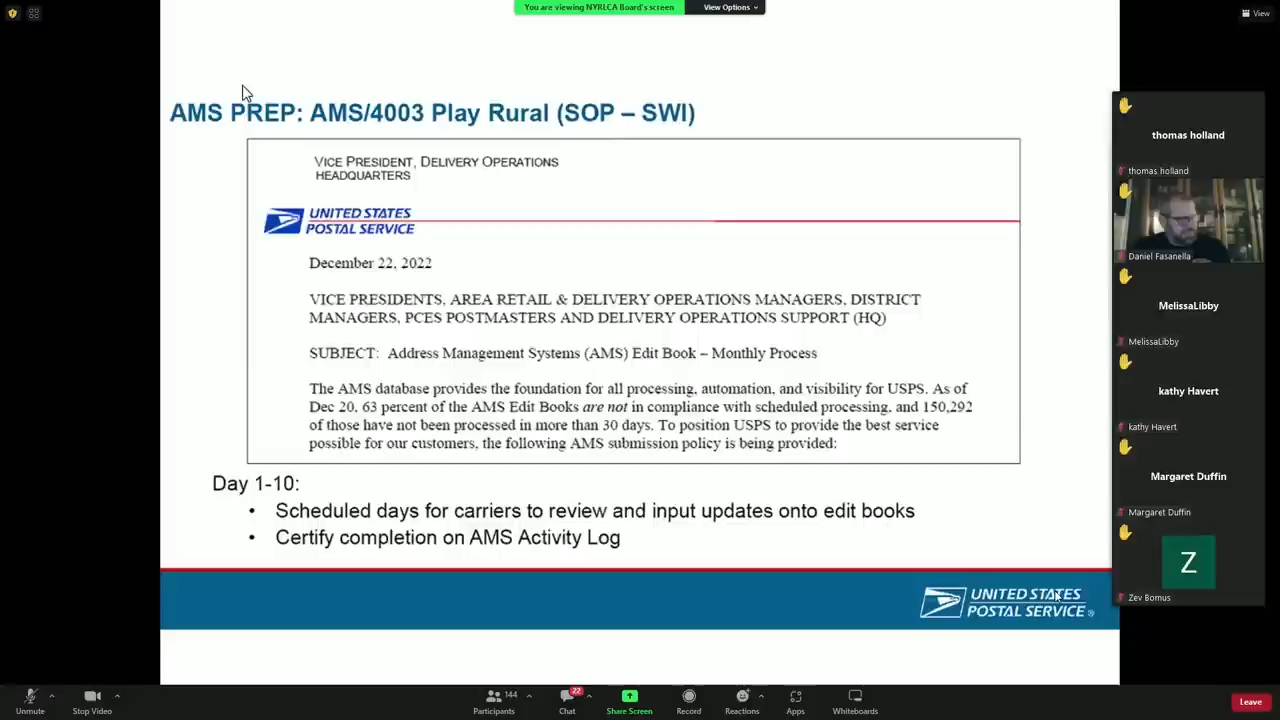 You are viewing NYRLCA Board's screen
View Options
View
AMS PREP: AMS/4003 Play Rural (SOP – SWI)
VICE PRESIDENT, DELIVERY OPERATIONS
HEADQUARTERS
UNITED STATES
POSTAL SERVICE
December 22, 2022
VICE PRESIDENTS, AREA RETAIL & DELIVERY OPERATIONS MANAGERS, DISTRICT
MANAGERS, PCES POSTMASTERS AND DELIVERY OPERATIONS SUPPORT (HQ)
SUBJECT: Address Management Systems (AMS) Edit Book – Monthly Process
The AMS database provides the foundation for all processing, automation, and visibility for USPS. As of
Dec 20, 63 percent of the AMS Edit Books are not in compliance with scheduled processing, and 150,292
of those have not been processed in more than 30 days. To position USPS to provide the best service
possible for our customers, the following AMS submission policy is being provided:
Day 1-10:
• Scheduled days for carriers to review and input updates onto edit books
• Certify completion on AMS Activity Log
UNITED STATES
POSTAL SERVICE ®
thomas holland
thomas holland
Daniel Fasanella
MelissaLibby
MelissaLibby
kathy Havert
kathy Havert
Margaret Duffin
Margaret Duffin
Z
Zev Bomus
Unmute
Stop Video
144
Participants
22
Chat
Share Screen
Record
Reactions
Apps
Whiteboards
Leave